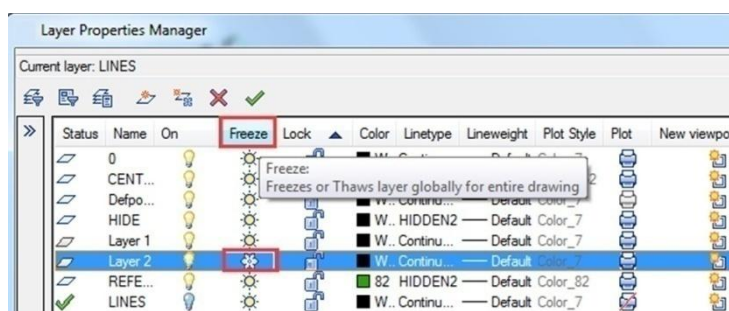 Layer Properties Manager
Current layer: LINES
Status Name On Freeze Lock Color Linetype Lineweight Plot Style Plot New viewpo
0 W..
Freeze:
CENT...
Freezes or Thaws layer globally for entire drawing
Defpo... W.. Continu... Default Color_7
HIDE W.. HIDDEN2 Default Color_7
Layer 1 W.. Continu... Default Color_7
Layer 2 W.. Continu... Default Color_7
REFE... 82 HIDDEN2 Default Color_82
LINES W.. Continu... Default Color_7